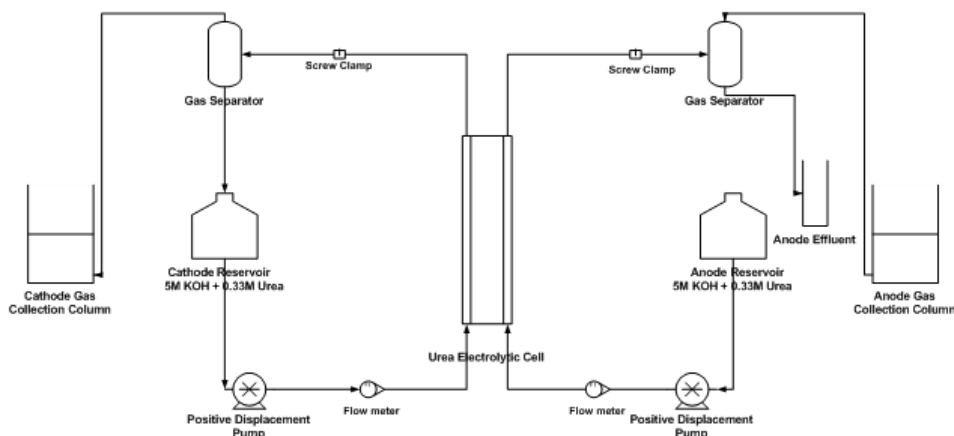 Screw Clamp
Screw Clamp
Gas Separator
Gas Separator
Anode Effluent
Cathode Reservoir
5M KOH + 0.33M Urea
Anode Reservoir
5M KOH + 0.33M Urea
Cathode Gas
Collection Column
Anode Gas
Collection Column
Urea Electrolytic Cell
Flow meter
Flow meter
Positive Displacement
Pump
Positive Displacement
Pump